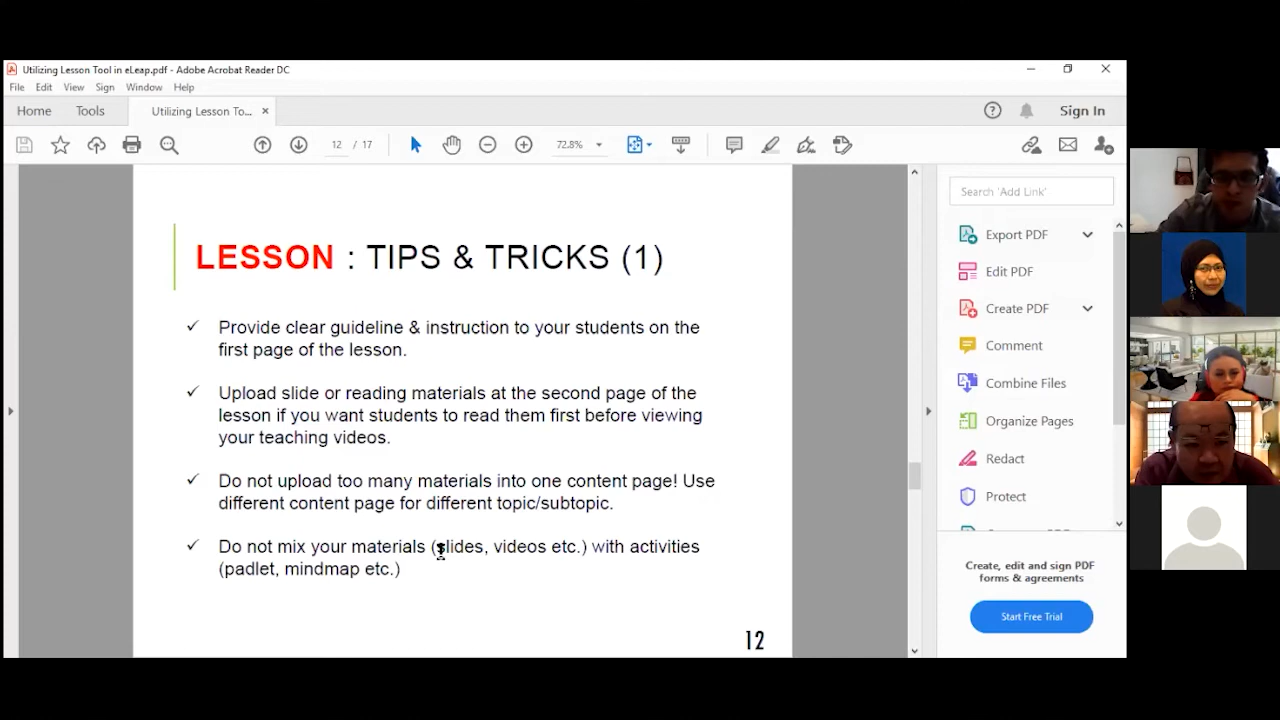 Utilizing Lesson Tool in eLeap.pdf - Adobe Acrobat Reader DC
File Edit View Sign Window Help
Home Tools Utilizing Lesson To... × Sign In
12 / 17 72.8%
Search 'Add Link'
LESSON : TIPS & TRICKS (1)
✓ Provide clear guideline & instruction to your students on the
first page of the lesson.
✓ Upload slide or reading materials at the second page of the
lesson if you want students to read them first before viewing
your teaching videos.
✓ Do not upload too many materials into one content page! Use
different content page for different topic/subtopic.
✓ Do not mix your materials (slides, videos etc.) with activities
(padlet, mindmap etc.)
12
Export PDF
Edit PDF
Create PDF
Comment
Combine Files
Organize Pages
Redact
Protect
Create, edit and sign PDF
forms & agreements
Start Free Trial